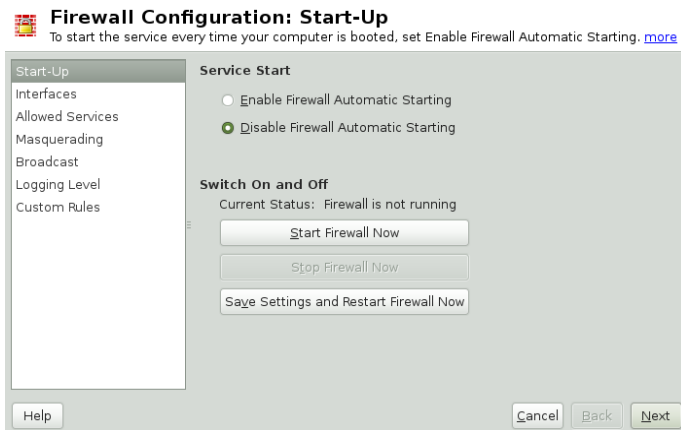 Firewall Configuration: Start-Up
To start the service every time your computer is booted, set Enable Firewall Automatic Starting. more
Start-Up
Interfaces
Allowed Services
Masquerading
Broadcast
Logging Level
Custom Rules
Service Start
Enable Firewall Automatic Starting
Disable Firewall Automatic Starting
Switch On and Off
Current Status: Firewall is not running
Start Firewall Now
Stop Firewall Now
Save Settings and Restart Firewall Now
Help
Cancel
Back
Next